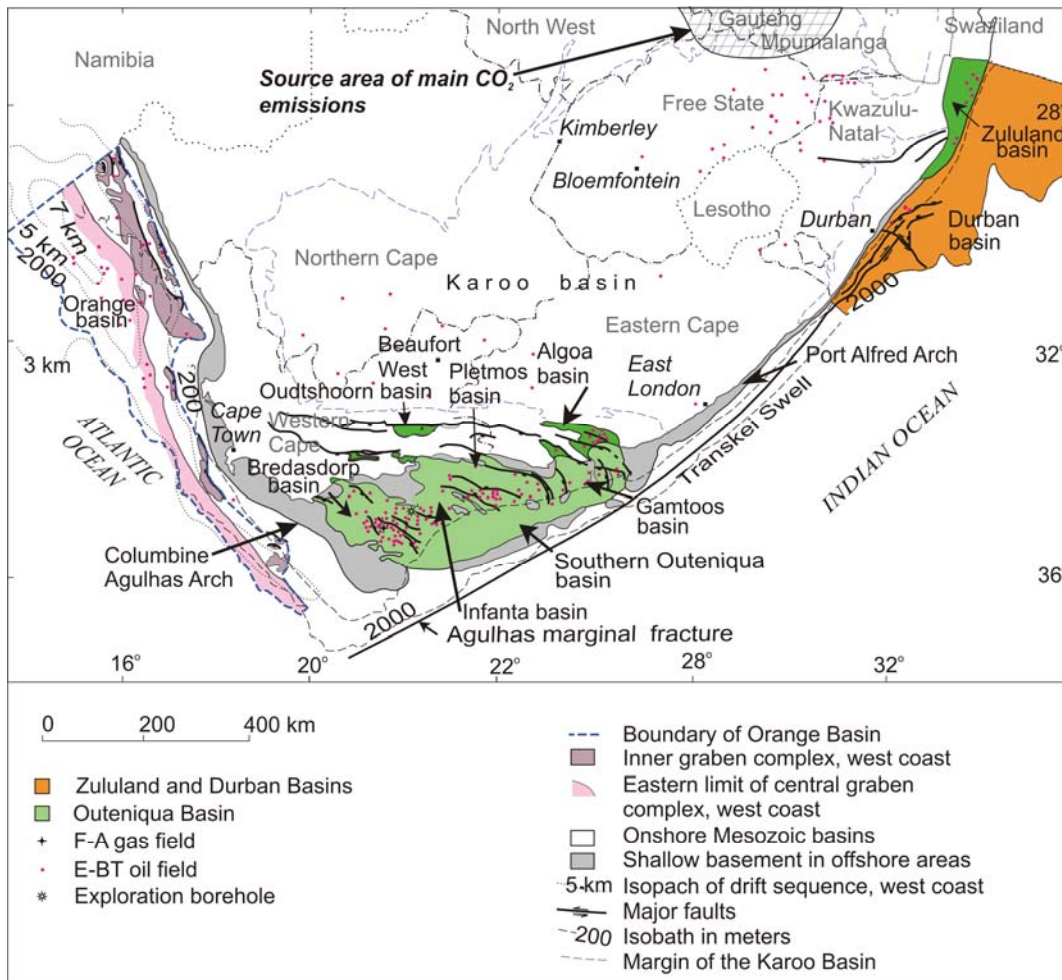 North West
Gauteng
Mpumalanga
Swaziland
Namibia
Source area of main CO₂
emissions
Free State
Kwazulu-
Natal
28°
Zululand
basin
Kimberley
Bloemfontein
Lesotho
Durban
Durban
basin
7 km
5 km
2000
Orange
basin
Northern Cape
Karoo basin
2000
3 km
200
Eastern Cape
32°
Beaufort
West
basin
Pletmos
basin
Algoa
basin
East
London
Port Alfred Arch
Oudtshoorn basin
Cape
Town
Western
Cape
Transkei Swell
ATLANTIC
OCEAN
INDIAN OCEAN
Bredasdorp
basin
Gamtoos
basin
Columbine
Agulhas Arch
Southern Outeniqua
basin
36°
Infanta basin
2000
Agulhas marginal fracture
16°
20°
22°
28°
32°
0 200 400 km
Zululand and Durban Basins
Outeniqua Basin
F-A gas field
E-BT oil field
Exploration borehole
Boundary of Orange Basin
Inner graben complex, west coast
Eastern limit of central graben
complex, west coast
Onshore Mesozoic basins
Shallow basement in offshore areas
5 km Isopach of drift sequence, west coast
Major faults
200 Isobath in meters
Margin of the Karoo Basin